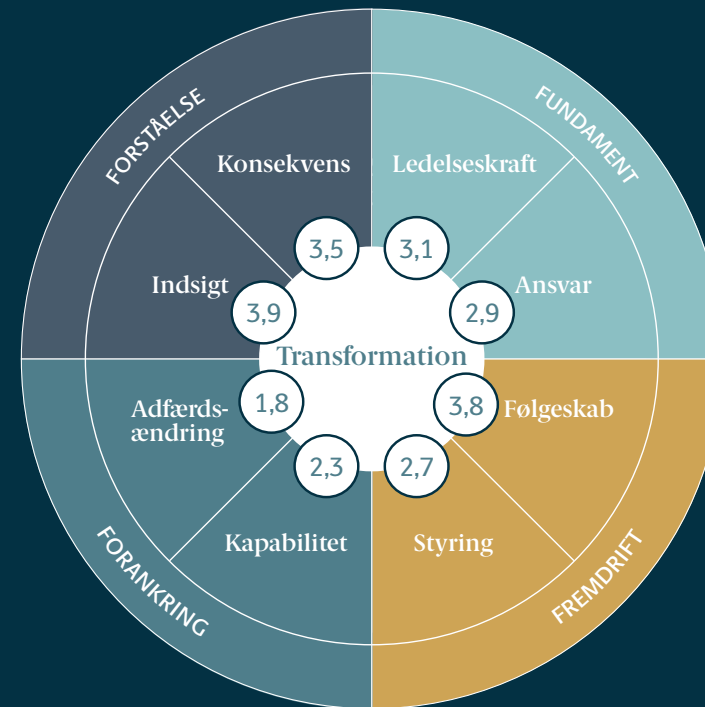 FORSTÅELSE
FUNDAMENT
Konsekvens
Ledelseskraft
3,5
3,1
Indsigt
Ansvar
3,9
2,9
Transformation
Adfærds-
ændring
1,8
3,8
Følgeskab
2,3
2,7
Kapabilitet
Styring
FORANKRING
FREMDRIFT